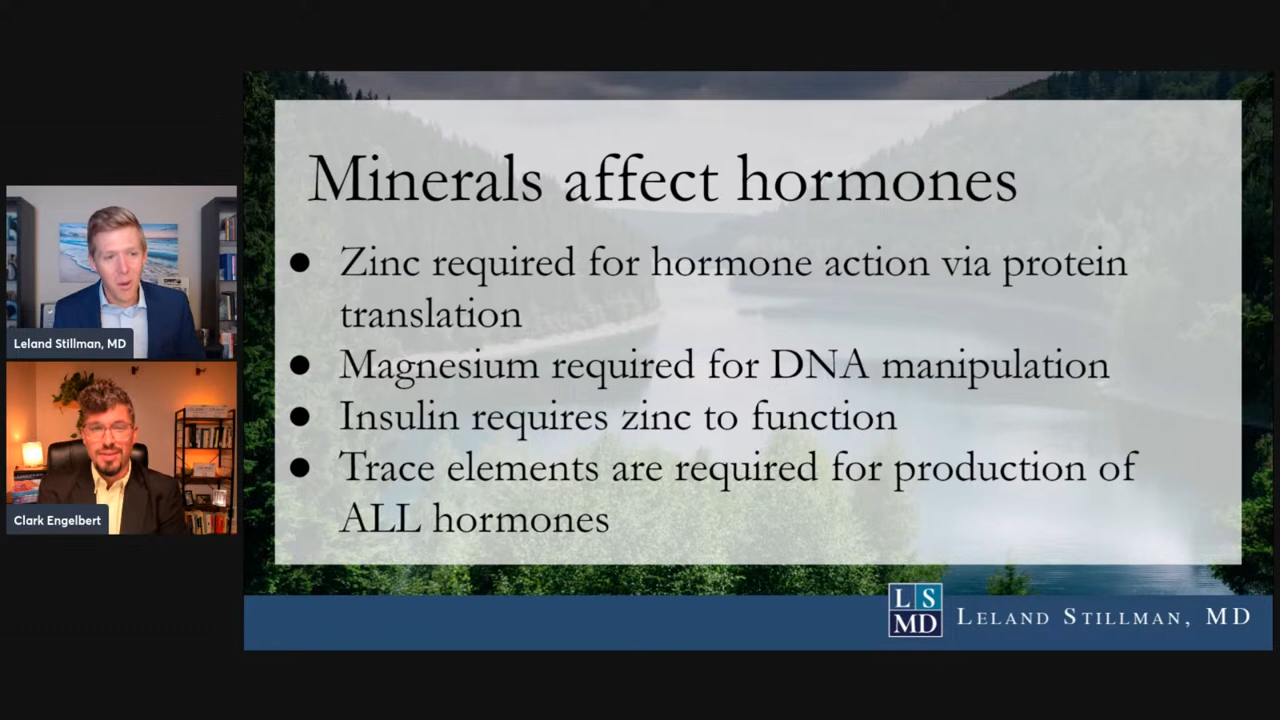 Minerals affect hormones
● Zinc required for hormone action via protein
translation
● Magnesium required for DNA manipulation
● Insulin requires zinc to function
● Trace elements are required for production of
ALL hormones
Leland Stillman, MD
Clark Engelbert
L S
MD
LELAND STILLMAN, MD